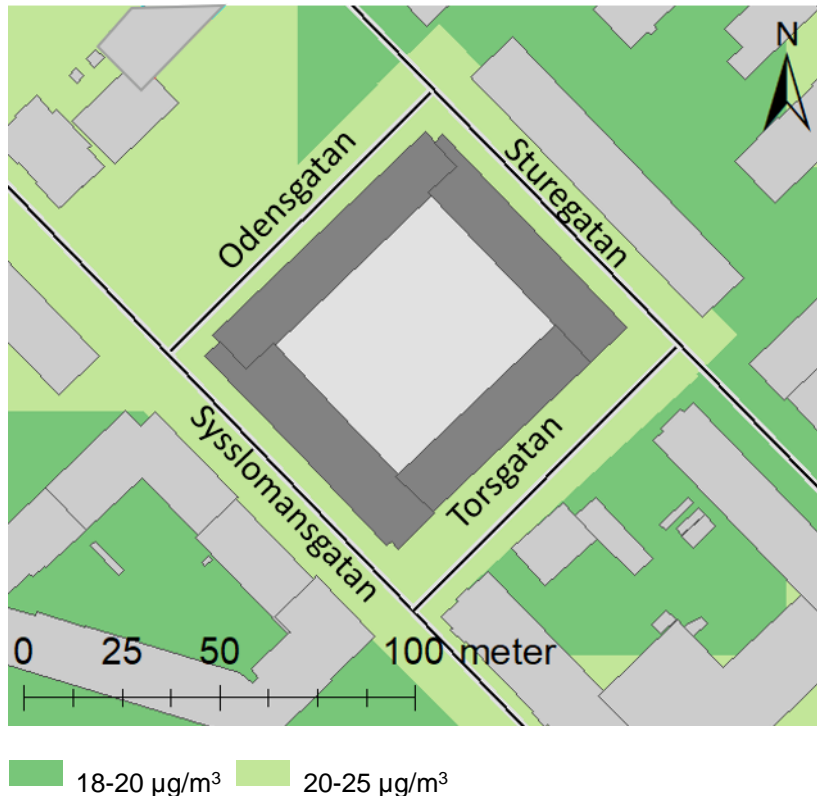 N
Odensgatan
Sturegatan
Sysslomansgatan
Torsgatan
0 25 50 100 meter
18-20 µg/m³ 20-25 µg/m³